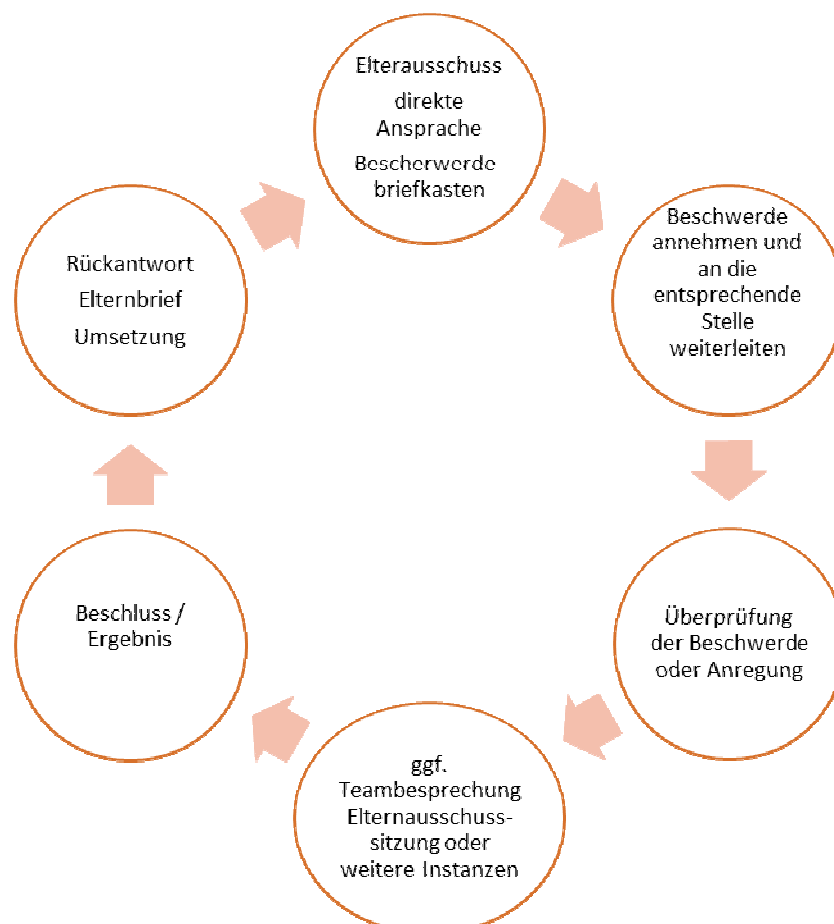 Elterausschuss
direkte
Ansprache
Bescherwerde
briefkasten
Beschwerde
annehmen und
an die
entsprechende
Stelle
weiterleiten
Überprüfung
der Beschwerde
oder Anregung
ggf.
Teambesprechung
Elternausschuss-
sitzung oder
weitere Instanzen
Beschluss /
Ergebnis
Rückantwort
Elternbrief
Umsetzung